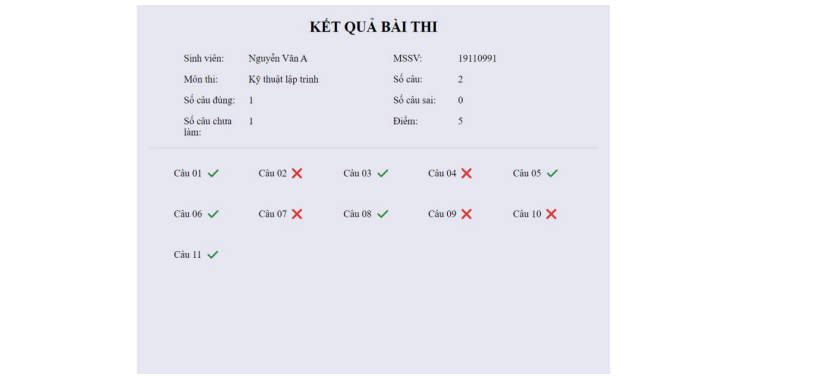 KẾT QUẢ BÀI THI
Sinh viên: Nguyễn Văn A MSSV: 19110991
Môn thi: Kỹ thuật lập trình Số câu: 2
Số câu đúng: 1 Số câu sai: 0
Số câu chưa làm: 1 Điểm: 5
Câu 01 Câu 02 Câu 03 Câu 04 Câu 05
Câu 06 Câu 07 Câu 08 Câu 09 Câu 10
Câu 11